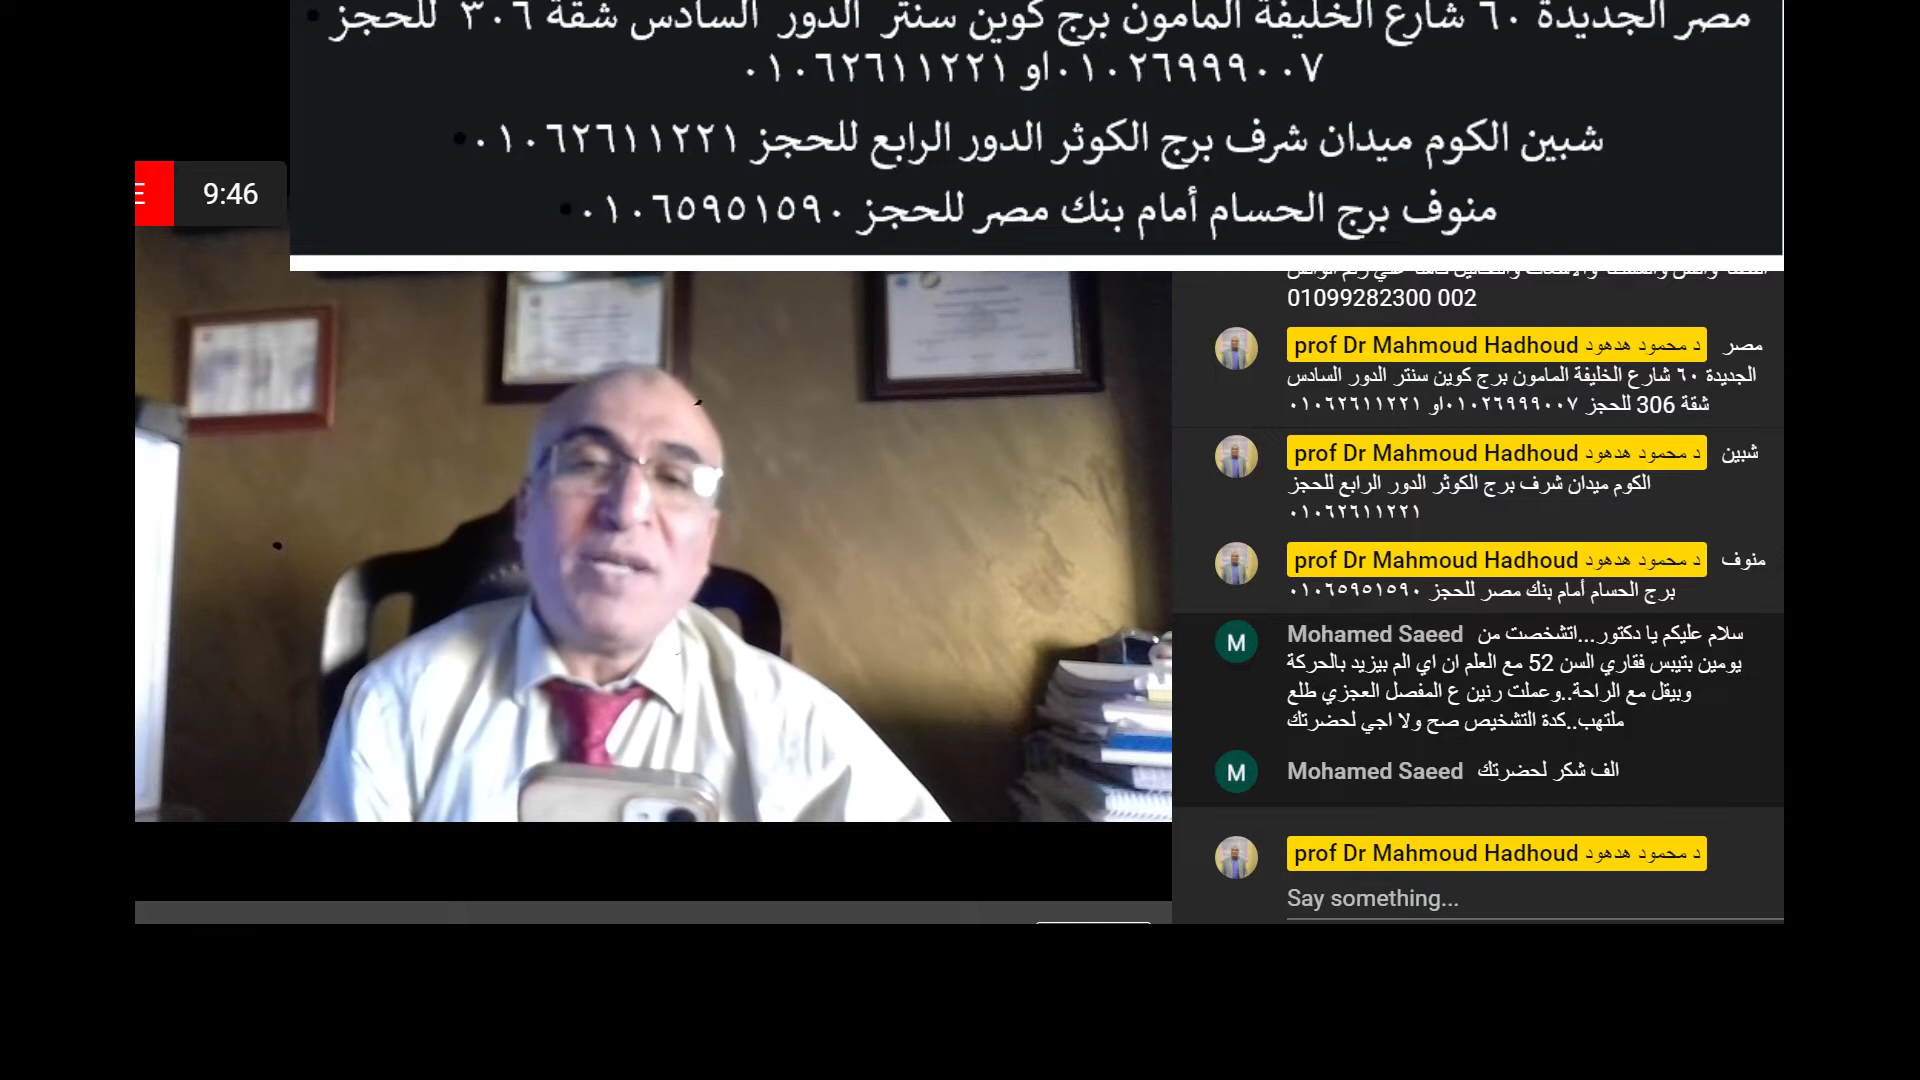 مصر الجديدة ٦٠ شارع الخليفة المامون برج كوين سنتر الدور السادس شقة ٣٠٦ للحجز
٠١٠٢٦٩٩٩٠٠٧او ٠١٠٦٢٦١١٢٢١
شبين الكوم ميدان شرف برج الكوثر الدور الرابع للحجز ٠١٠٦٢٦١١٢٢١
منوف برج الحسام أمام بنك مصر للحجز ٠١٠٦٥٩٥١٥٩٠
9:46
01099282300 002
prof Dr Mahmoud Hadhoud د محمود هدهود مصر
الجديدة ٦٠ شارع الخليفة المامون برج كوين سنتر الدور السادس
شقة 306 للحجز ٠١٠٢٦٩٩٩٠٠٧او ٠١٠٦٢٦١١٢٢١
prof Dr Mahmoud Hadhoud د محمود هدهود شبين
الكوم ميدان شرف برج الكوثر الدور الرابع للحجز
٠١٠٦٢٦١١٢٢١
prof Dr Mahmoud Hadhoud د محمود هدهود منوف
برج الحسام أمام بنك مصر للحجز ٠١٠٦٥٩٥١٥٩٠
M
Mohamed Saeed سلام عليكم يا دكتور...اتشخصت من
يومين بتيبس فقاري السن 52 مع العلم ان اي الم بيزيد بالحركة
وبيقل مع الراحة..وعملت رنين ع المفصل العجزي طلع
ملتهب..كدة التشخيص صح ولا اجي لحضرتك
M
Mohamed Saeed الف شكر لحضرتك
prof Dr Mahmoud Hadhoud د محمود هدهود
Say something...